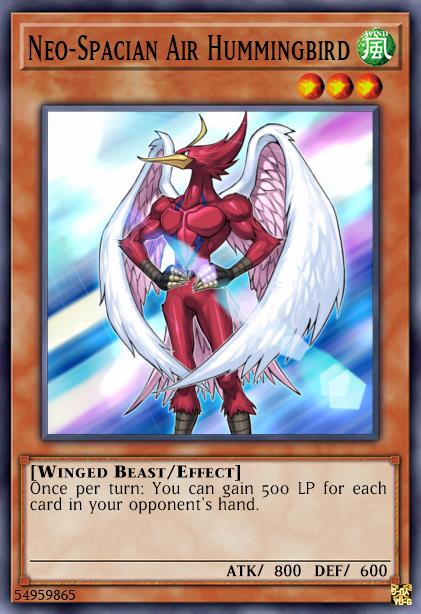 Neo-Spacian Air Hummingbird
WIND
風
[Winged Beast/Effect]
Once per turn: You can gain 500 LP for each
card in your opponent's hand.
ATK/ 800 DEF/ 600
54959865